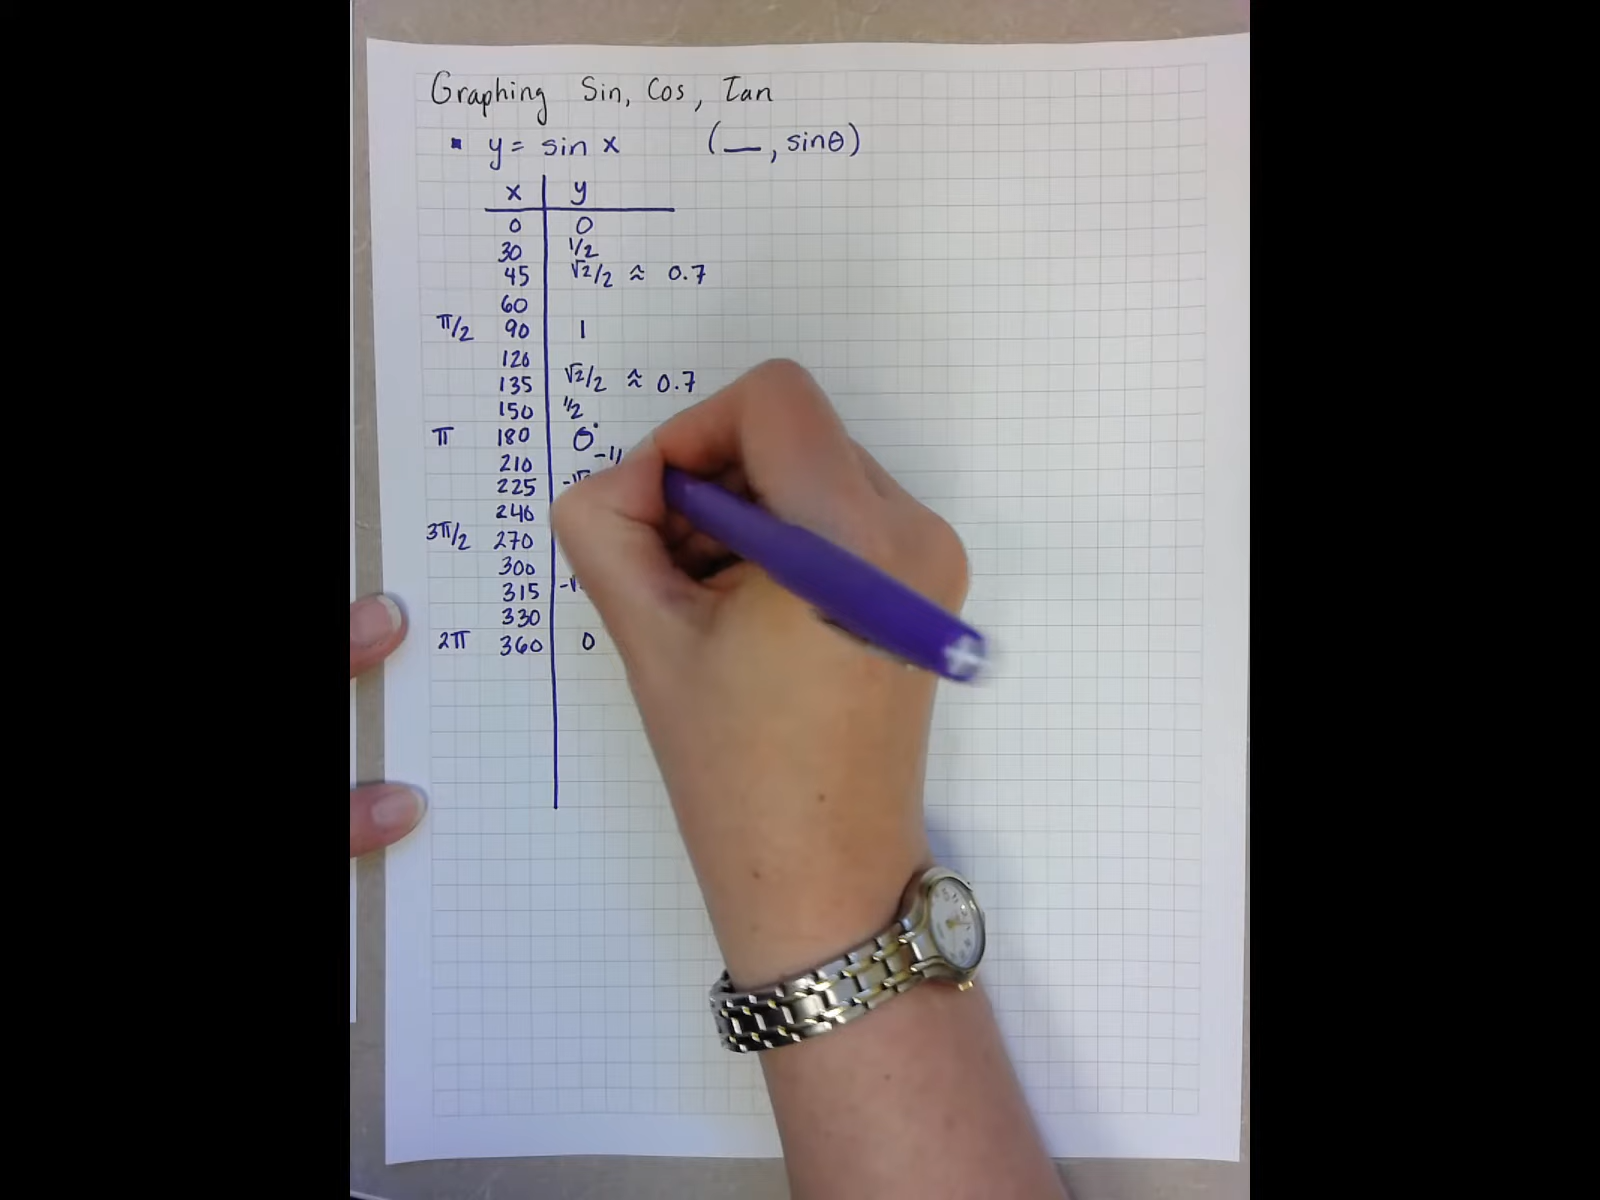 Graphing Sin, Cos, Tan
▪ y = sin x (__, sinθ)
x y
0 0
30 1/2
45 √2/2 ≈ 0.7
60
π/2 90 1
120
135 √2/2 ≈ 0.7
150 1/2
π 180 0
210
225
240
3π/2 270
300
315
330
2π 360 0